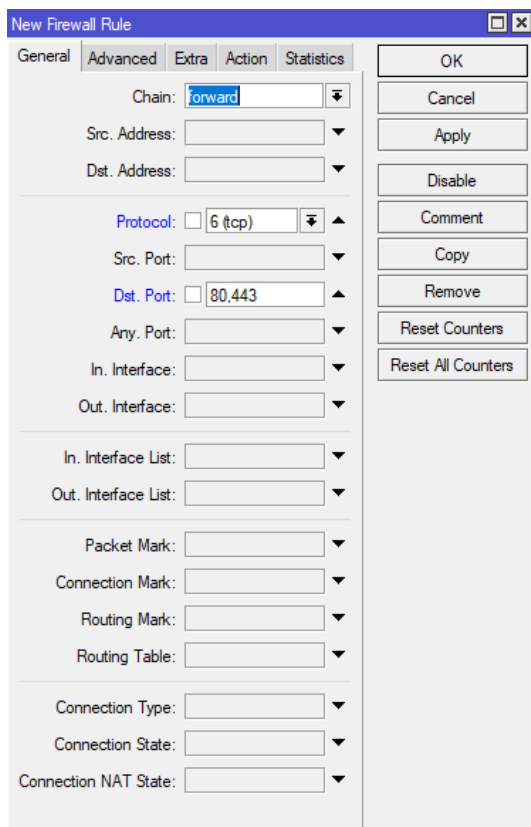 New Firewall Rule
General Advanced Extra Action Statistics
Chain: forward
Src. Address:
Dst. Address:
Protocol: 6 (tcp)
Src. Port:
Dst. Port: 80,443
Any. Port:
In. Interface:
Out. Interface:
In. Interface List:
Out. Interface List:
Packet Mark:
Connection Mark:
Routing Mark:
Routing Table:
Connection Type:
Connection State:
Connection NAT State:
OK
Cancel
Apply
Disable
Comment
Copy
Remove
Reset Counters
Reset All Counters